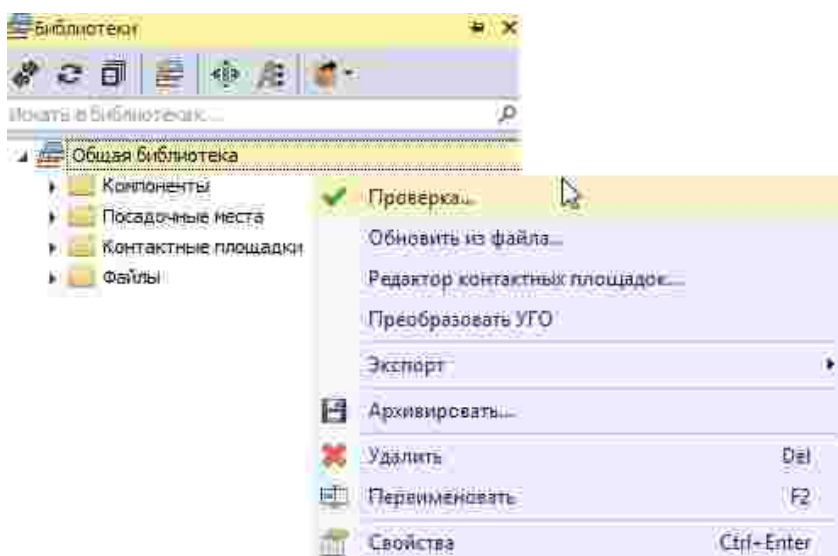 Библиотеки
Искать в библиотеках...
Общая библиотека
Компоненты
Посадочные места
Контактные площадки
Файлы
Проверка...
Обновить из файла...
Редактор контактных площадок...
Преобразовать УГО
Экспорт
Архивировать...
Удалить Del
Переименовать F2
Свойства Ctrl+Enter